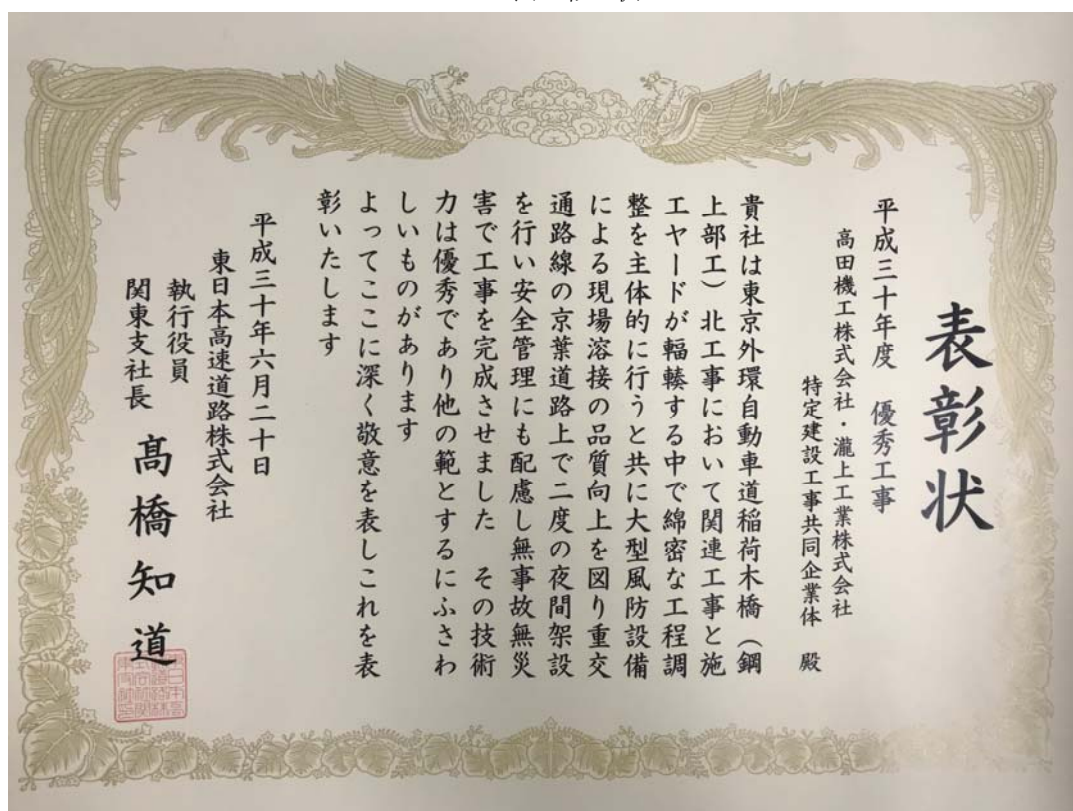 表彰状
平成三十年度　優秀工事
高田機工株式会社・瀧上工業株式会社
特定建設工事共同企業体　殿
貴社は東京外環自動車道稲荷木橋（鋼
上部工）北工事において関連工事と施
工ヤードが輻輳する中で綿密な工程調
整を主体的に行うと共に大型風防設備
による現場溶接の品質向上を図り重交
通路線の京葉道路上で二度の夜間架設
を行い安全管理にも配慮し無事故無災
害で工事を完成させました　その技術
力は優秀であり他の範とするにふさわ
しいものがあります
よってここに深く敬意を表しこれを表
彰いたします
平成三十年六月二十日
東日本高速道路株式会社
執行役員
関東支社長　髙橋知道